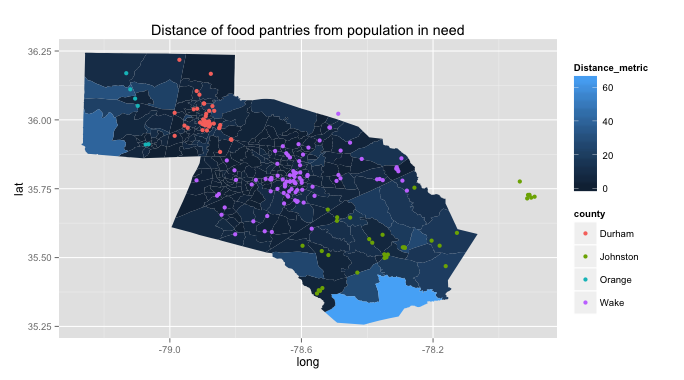 Distance of food pantries from population in need
36.25
36.00
35.75
35.50
35.25
lat
-79.0
-78.6
-78.2
long
Distance_metric
60
40
20
0
county
Durham
Johnston
Orange
Wake